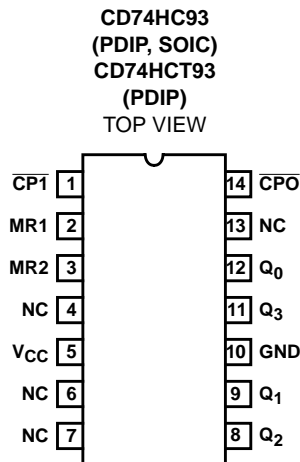 CD74HC93
(PDIP, SOIC)
CD74HCT93
(PDIP)
TOP VIEW
CP1 1 14 CPO
MR1 2 13 NC
MR2 3 12 Q0
NC 4 11 Q3
VCC 5 10 GND
NC 6 9 Q1
NC 7 8 Q2